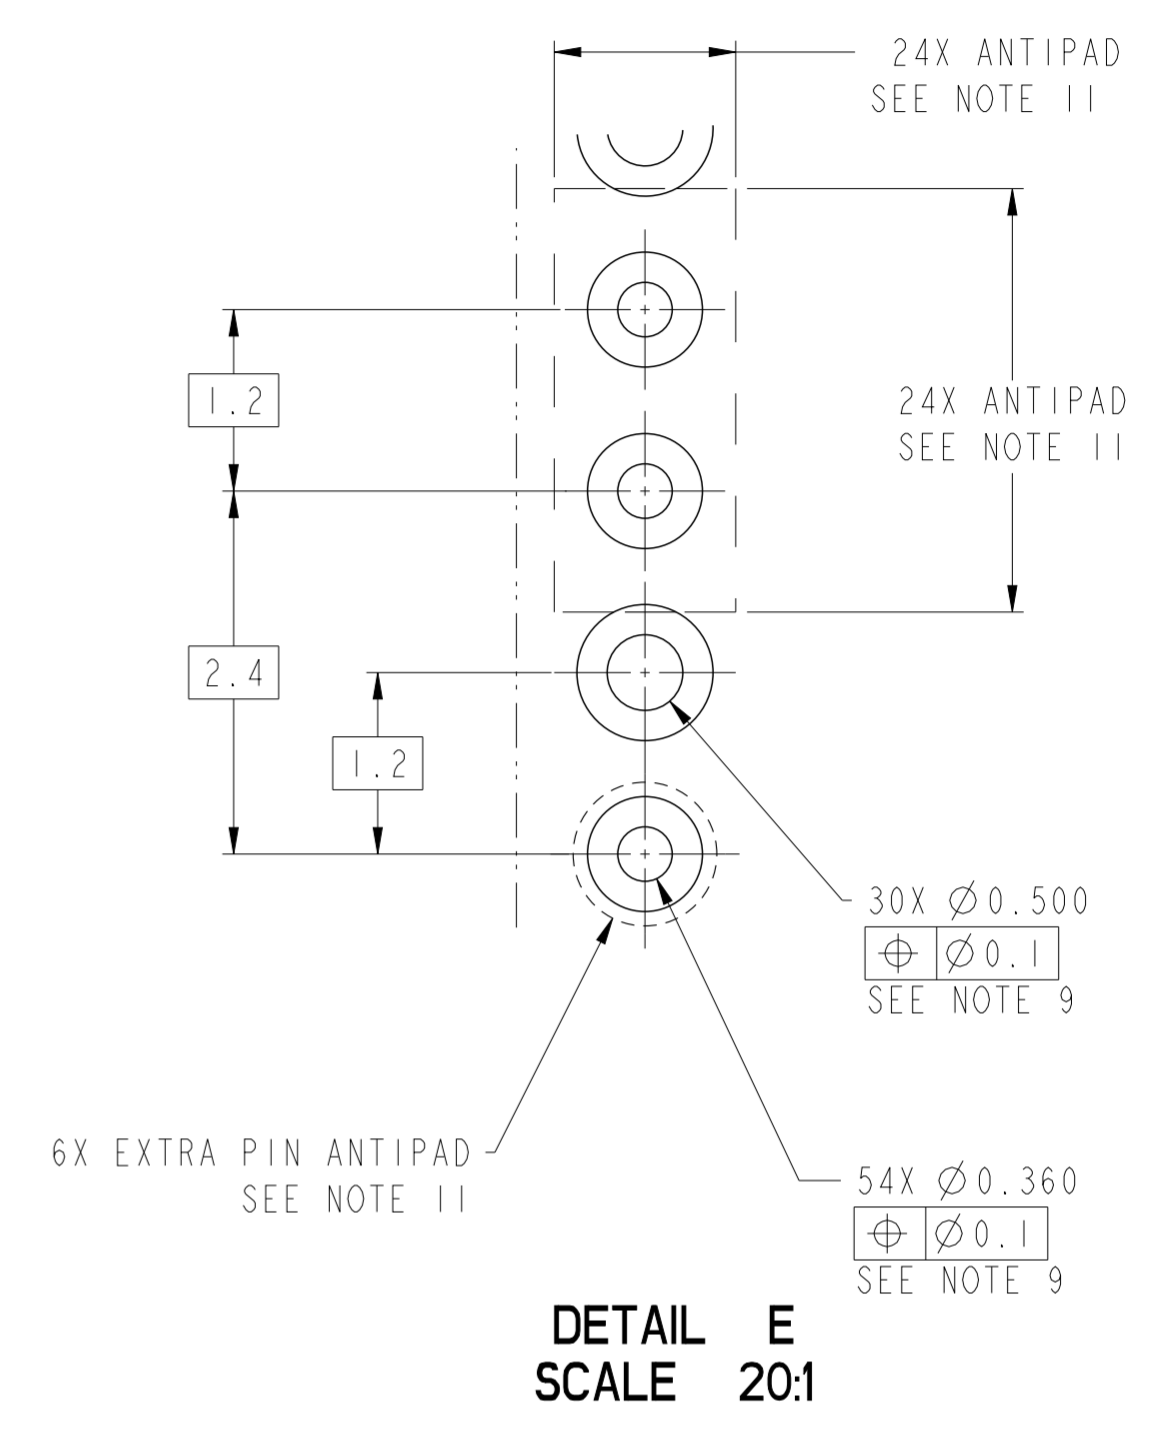 24X ANTIPAD
SEE NOTE 11
1.2
24X ANTIPAD
SEE NOTE 11
2.4
1.2
30X Ø0.500
⌖ Ø0.1
SEE NOTE 9
6X EXTRA PIN ANTIPAD
SEE NOTE 11
54X Ø0.360
⌖ Ø0.1
SEE NOTE 9
DETAIL E
SCALE 20:1